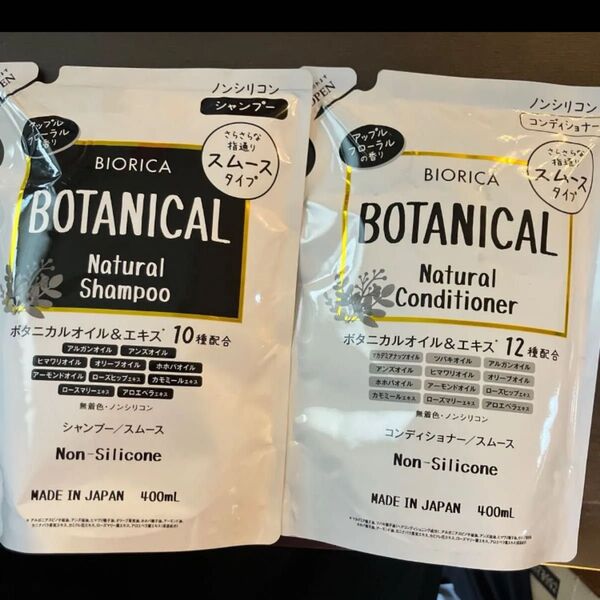 OPEN
ノンシリコン
シャンプー
アップル
フローラル
の香り
さらさらな
指通り
スムース
タイプ
BIORICA
BOTANICAL
Natural
Shampoo
ボタニカルオイル&エキス* 10種配合
アルガンオイル アンズオイル
ヒマワリオイル オリーブオイル ホホバオイル
アーモンドオイル ローズヒップエキス カモミールエキス
ローズマリーエキス アロエベラエキス
無着色・ノンシリコン
シャンプー/スムース
Non-Silicone
MADE IN JAPAN 400mL
OPEN
ノンシリコン
コンディショナー
アップル
フローラル
の香り
さらさらな
指通り
スムース
タイプ
BIORICA
BOTANICAL
Natural
Conditioner
ボタニカルオイル&エキス* 12種配合
マカデミアナッツオイル ツバキオイル アルガンオイル
アンズオイル ヒマワリオイル オリーブオイル
ホホバオイル アーモンドオイル ローズヒップエキス
カモミールエキス ローズマリーエキス アロエベラエキス
無着色・ノンシリコン
コンディショナー/スムース
Non-Silicone
MADE IN JAPAN 400mL